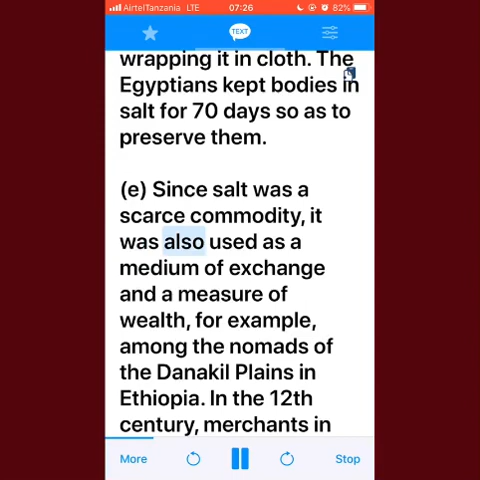 AirtelTanzania LTE 07:26 82%
TEXT
wrapping it in cloth. The
Egyptians kept bodies in
salt for 70 days so as to
preserve them.
(e) Since salt was a
scarce commodity, it
was also used as a
medium of exchange
and a measure of
wealth, for example,
among the nomads of
the Danakil Plains in
Ethiopia. In the 12th
century, merchants in
More Stop